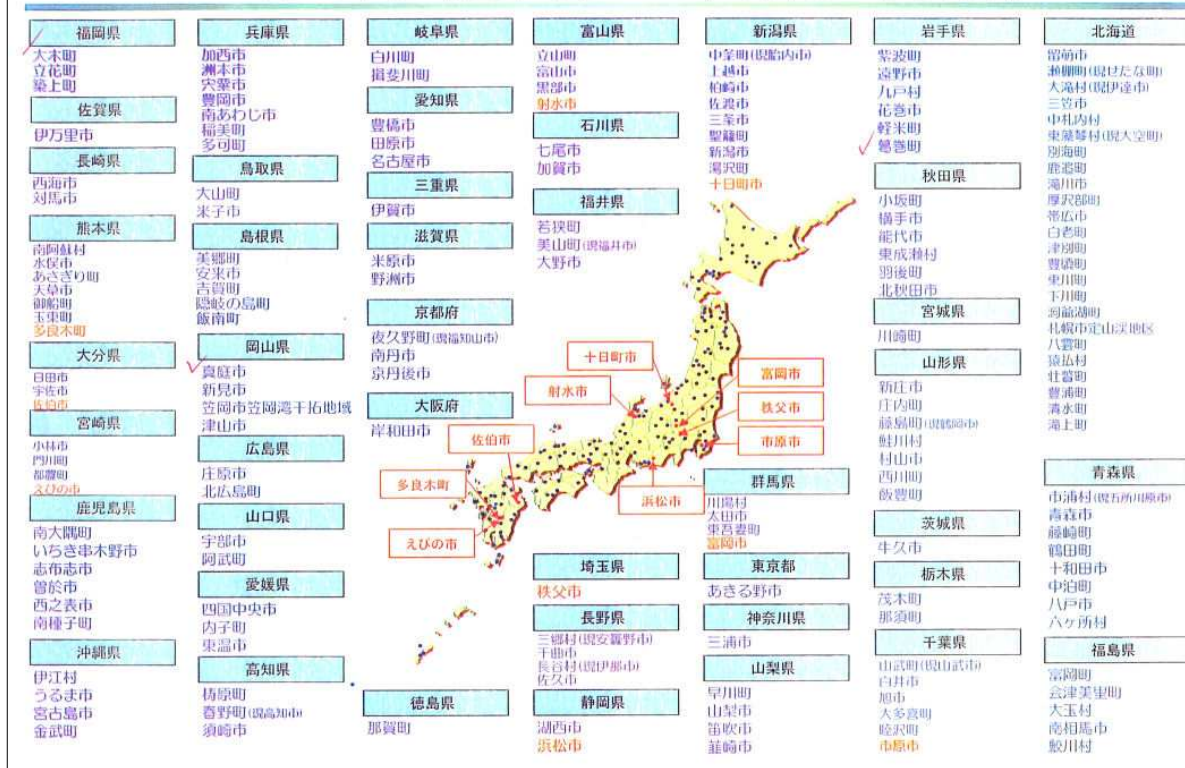 福岡県
大木町
立花町
築上町
佐賀県
伊万里市
長崎県
西海市
対馬市
熊本県
南阿蘇村
水俣市
あさぎり町
天草市
御船町
玉東町
多良木町
大分県
日田市
宇佐市
佐伯市
宮崎県
小林市
門川町
都農町
えびの市
鹿児島県
南大隅町
いちき串木野市
志布志市
曽於市
西之表市
南種子町
沖縄県
伊江村
うるま市
宮古島市
金武町
兵庫県
加西市
洲本市
宍粟市
豊岡市
南あわじ市
稲美町
多可町
鳥取県
大山町
米子市
島根県
美郷町
安来市
吉賀町
隠岐の島町
飯南町
岡山県
真庭市
新見市
笠岡市笠岡湾干拓地域
津山市
広島県
庄原市
北広島町
山口県
宇部市
阿武町
愛媛県
四国中央市
内子町
東温市
高知県
梼原町
春野町(現高知市)
須崎市
岐阜県
白川町
揖斐川町
愛知県
豊橋市
田原市
名古屋市
三重県
伊賀市
滋賀県
米原市
野洲市
京都府
夜久野町(現福知山市)
南丹市
京丹後市
大阪府
岸和田市
徳島県
那賀町
富山県
立山町
富山市
黒部市
射水市
石川県
七尾市
加賀市
福井県
若狭町
美山町(現福井市)
大野市
十日町市
射水市
佐伯市
多良木町
えびの市
富岡市
秩父市
市原市
浜松市
埼玉県
秩父市
長野県
三郷村(現安曇野市)
千曲市
長谷村(現伊那市)
佐久市
静岡県
湖西市
浜松市
新潟県
中条町(現胎内市)
上越市
柏崎市
佐渡市
三条市
聖籠町
新潟市
湯沢町
十日町市
群馬県
川場村
太田市
東吾妻町
富岡市
東京都
あきる野市
神奈川県
三浦市
山梨県
早川町
山梨市
笛吹市
韮崎市
岩手県
紫波町
遠野市
九戸村
花巻市
軽米町
葛巻町
秋田県
小坂町
横手市
能代市
東成瀬村
羽後町
北秋田市
宮城県
川崎町
山形県
新庄市
庄内町
藤島町(現鶴岡市)
鮭川村
村山市
西川町
飯豊町
茨城県
牛久市
栃木県
茂木町
那須町
千葉県
山武町(現山武市)
白井市
旭市
大多喜町
睦沢町
市原市
北海道
留萌市
瀬棚町(現せたな町)
大滝村(現伊達市)
三笠市
中札内村
東藻琴村(現大空町)
別海町
鹿追町
滝川市
厚沢部町
帯広市
白老町
津別町
豊頃町
東川町
下川町
洞爺湖町
札幌市定山渓地区
八雲町
猿払村
壮瞥町
豊浦町
清水町
滝上町
青森県
市浦村(現五所川原市)
青森市
藤崎町
鶴田町
十和田市
中泊町
八戸市
六ヶ所村
福島県
富岡町
会津美里町
大玉村
南相馬市
鮫川村